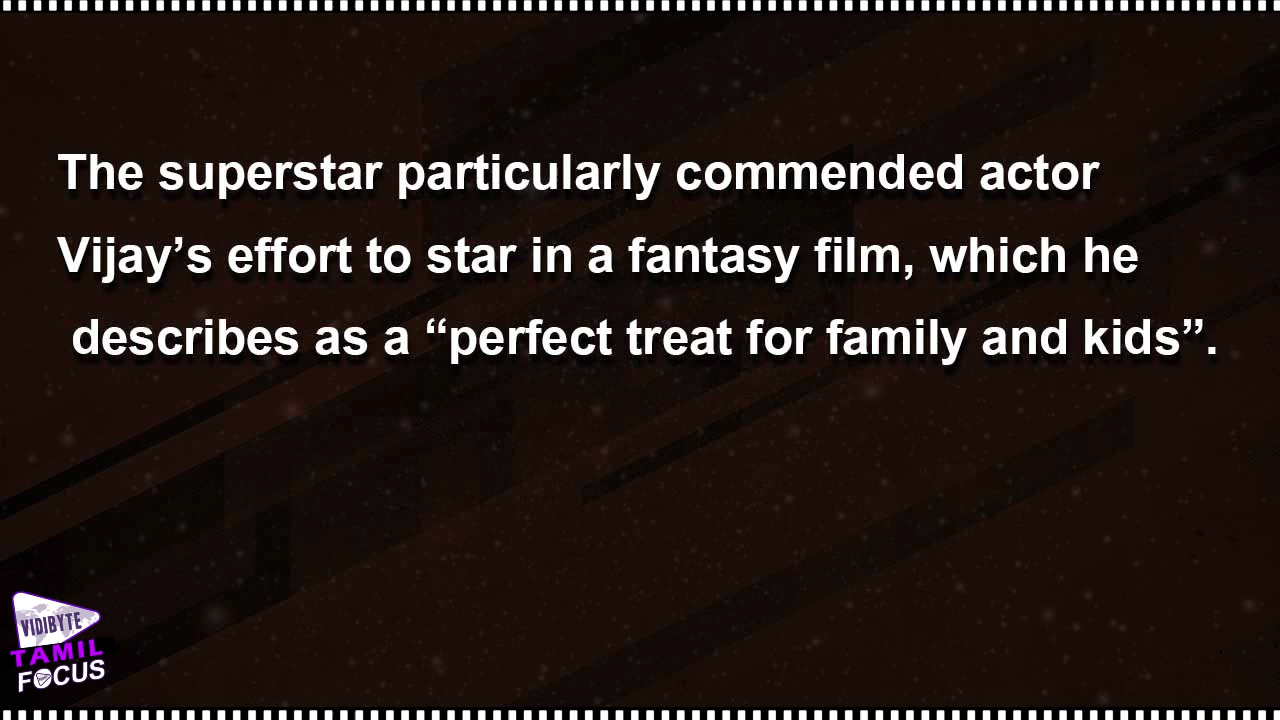 The superstar particularly commended actor
Vijay’s effort to star in a fantasy film, which he
describes as a “perfect treat for family and kids”.
VIDIBYTE
TAMIL
FOCUS